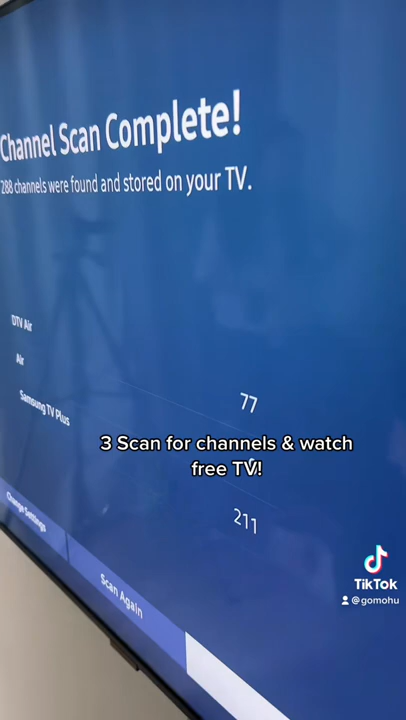 Channel Scan Complete!
288 channels were found and stored on your TV.
DTV Air
77
Air
Samsung TV Plus
211
3 Scan for channels & watch
free TV!
Change Settings
Scan Again
TikTok
@gomohu